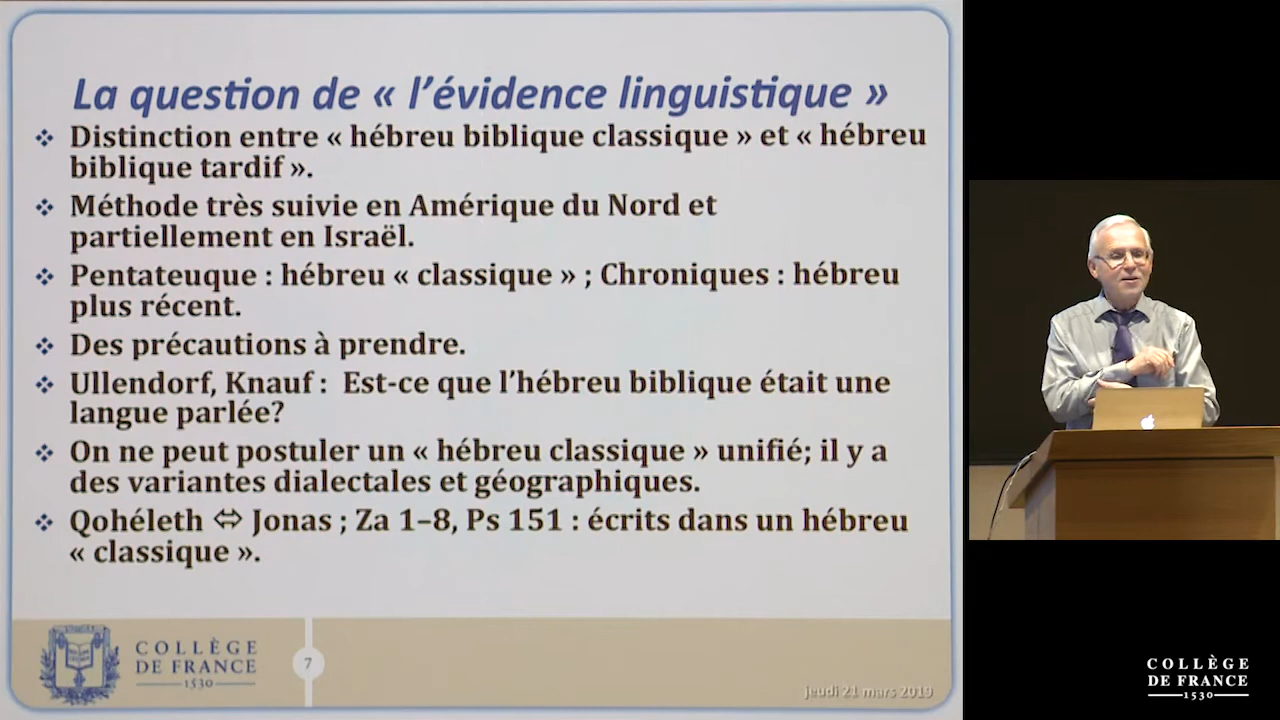 La question de « l'évidence linguistique »
❖ Distinction entre « hébreu biblique classique » et « hébreu
biblique tardif ».
❖ Méthode très suivie en Amérique du Nord et
partiellement en Israël.
❖ Pentateuque : hébreu « classique » ; Chroniques : hébreu
plus récent.
❖ Des précautions à prendre.
❖ Ullendorf, Knauf : Est-ce que l'hébreu biblique était une
langue parlée?
❖ On ne peut postuler un « hébreu classique » unifié; il y a
des variantes dialectales et géographiques.
❖ Qohéleth ⇔ Jonas ; Za 1–8, Ps 151 : écrits dans un hébreu
« classique ».
COLLÈGE
DE FRANCE
1530
7
jeudi 21 mars 2019
COLLÈGE
DE FRANCE
1530